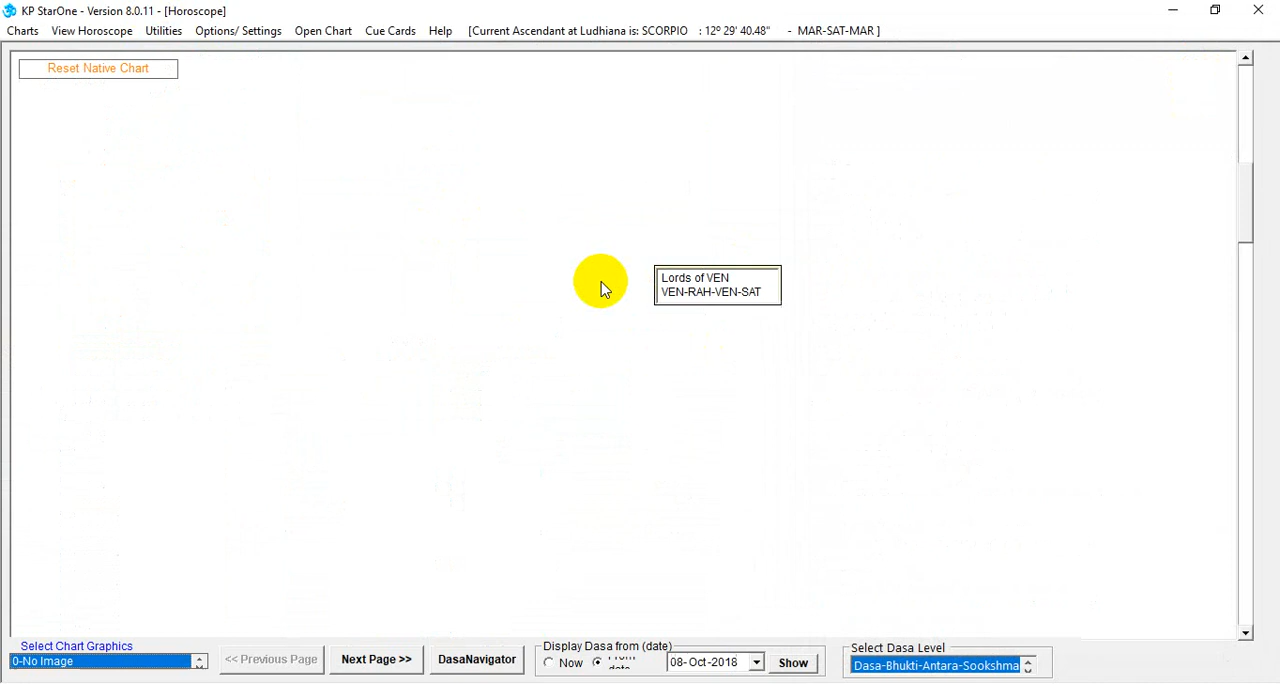 KP StarOne - Version 8.0.11 - [Horoscope]
Charts View Horoscope Utilities Options/ Settings Open Chart Cue Cards Help [Current Ascendant at Ludhiana is: SCORPIO : 12º 29' 40.48" - MAR-SAT-MAR ]
Reset Native Chart
Lords of VEN
VEN-RAH-VEN-SAT
Select Chart Graphics
0-No Image
<< Previous Page
Next Page >>
DasaNavigator
Display Dasa from (date)
Now
08-Oct-2018
Show
Select Dasa Level
Dasa-Bhukti-Antara-Sookshma